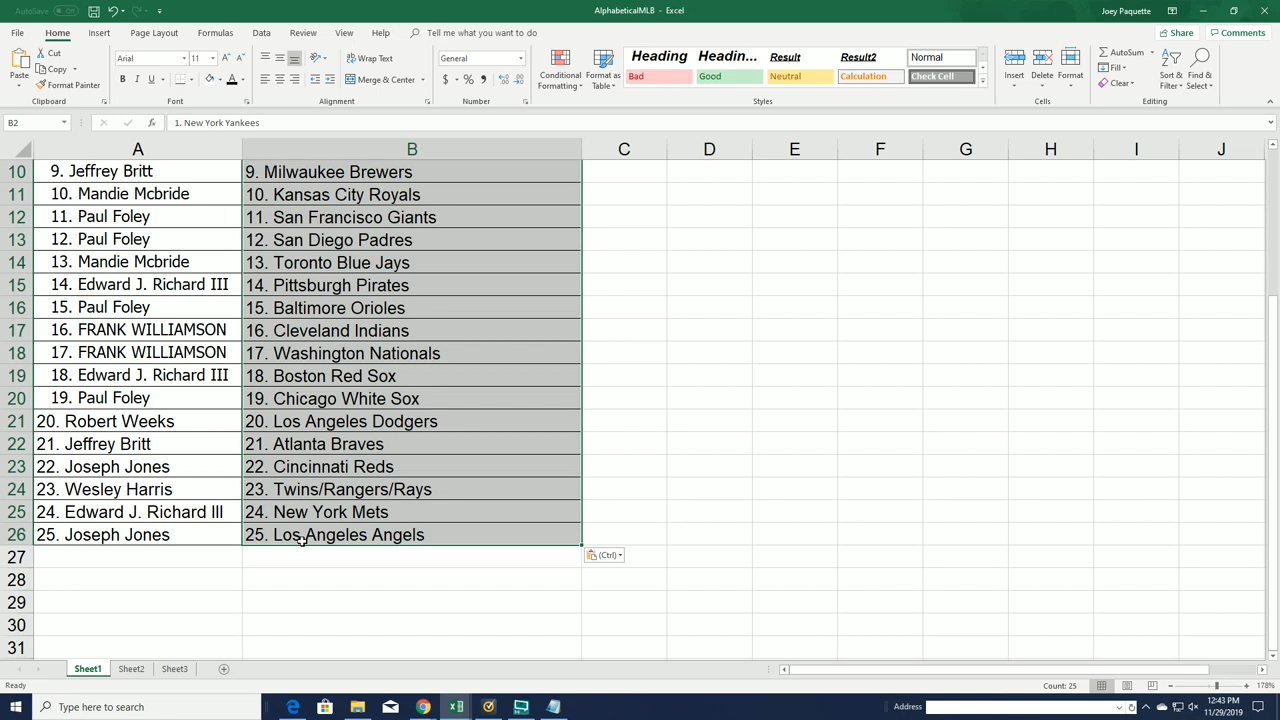 AutoSave Off
AlphabeticalMLB - Excel
Joey Paquette
File Home Insert Page Layout Formulas Data Review View Help Tell me what you want to do
Share Comments
Paste
Cut
Copy
Format Painter
Clipboard
Arial 11
B I U
Font
Wrap Text
Merge & Center
Alignment
General
$ % ,
Number
Conditional Formatting
Format as Table
Heading Headin... Result Result2 Normal
Bad Good Neutral Calculation Check Cell
Styles
Insert Delete Format
Cells
AutoSum
Fill
Clear
Sort & Filter
Find & Select
Editing
B2 fx 1. New York Yankees
A B C D E F G H I J
10 9. Jeffrey Britt 9. Milwaukee Brewers
11 10. Mandie Mcbride 10. Kansas City Royals
12 11. Paul Foley 11. San Francisco Giants
13 12. Paul Foley 12. San Diego Padres
14 13. Mandie Mcbride 13. Toronto Blue Jays
15 14. Edward J. Richard III 14. Pittsburgh Pirates
16 15. Paul Foley 15. Baltimore Orioles
17 16. FRANK WILLIAMSON 16. Cleveland Indians
18 17. FRANK WILLIAMSON 17. Washington Nationals
19 18. Edward J. Richard III 18. Boston Red Sox
20 19. Paul Foley 19. Chicago White Sox
21 20. Robert Weeks 20. Los Angeles Dodgers
22 21. Jeffrey Britt 21. Atlanta Braves
23 22. Joseph Jones 22. Cincinnati Reds
24 23. Wesley Harris 23. Twins/Rangers/Rays
25 24. Edward J. Richard III 24. New York Mets
26 25. Joseph Jones 25. Los Angeles Angels
27 (Ctrl)
28
29
30
31
Sheet1 Sheet2 Sheet3
Ready Count: 25 178%
Type here to search
Address
12:43 PM
11/29/2019